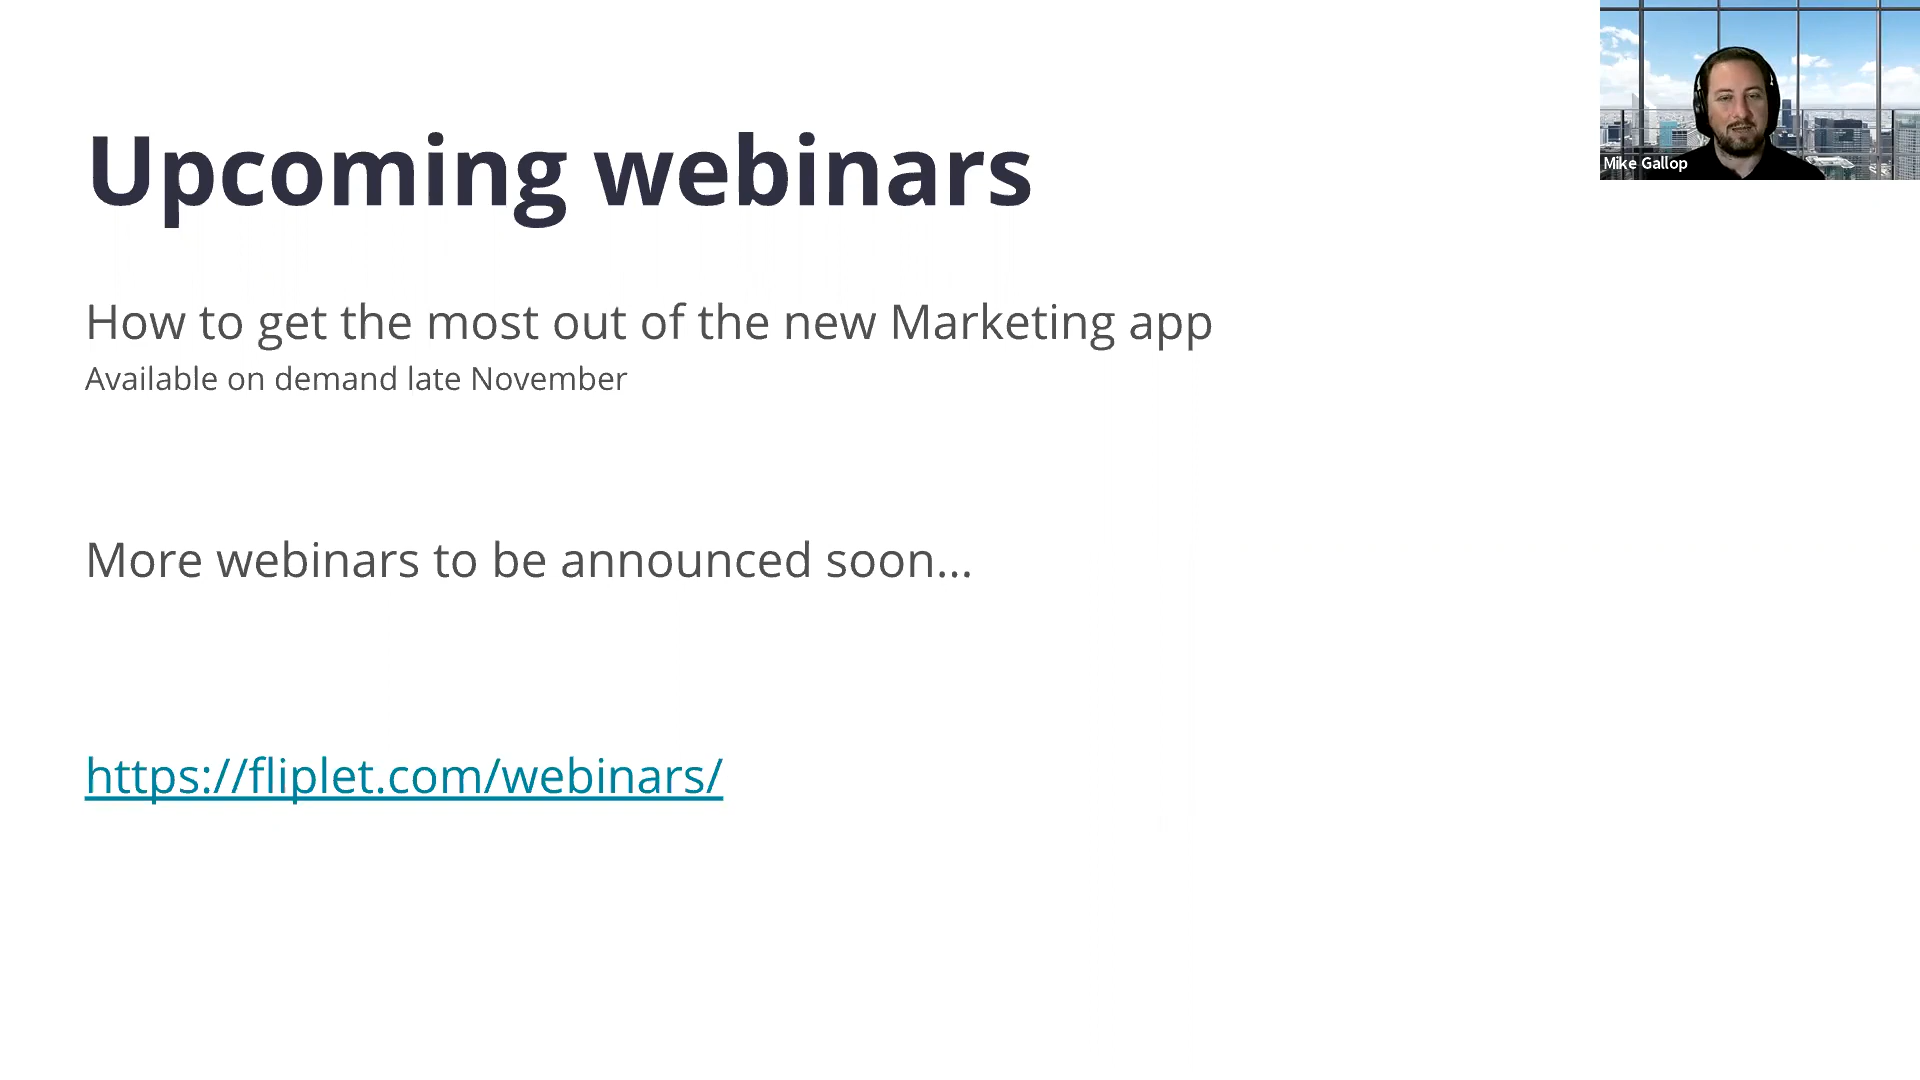 Upcoming webinars
Mike Gallop
How to get the most out of the new Marketing app
Available on demand late November
More webinars to be announced soon...
https://fliplet.com/webinars/